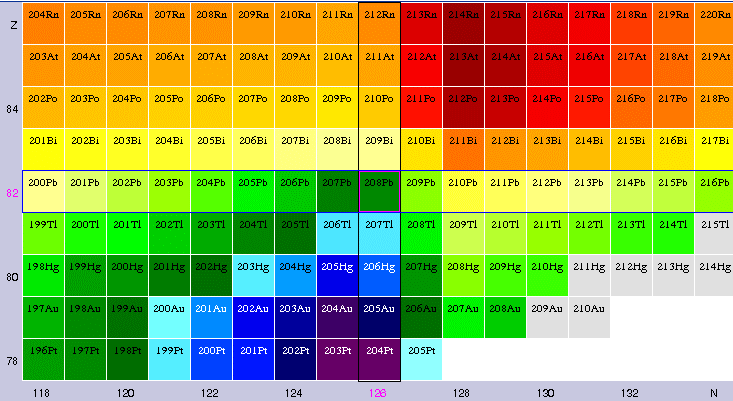 Z 204Rn 205Rn 206Rn 207Rn 208Rn 209Rn 210Rn 211Rn 212Rn 213Rn 214Rn 215Rn 216Rn 217Rn 218Rn 219Rn 220Rn
203At 204At 205At 206At 207At 208At 209At 210At 211At 212At 213At 214At 215At 216At 217At 218At 219At
84 202Po 203Po 204Po 205Po 206Po 207Po 208Po 209Po 210Po 211Po 212Po 213Po 214Po 215Po 216Po 217Po 218Po
201Bi 202Bi 203Bi 204Bi 205Bi 206Bi 207Bi 208Bi 209Bi 210Bi 211Bi 212Bi 213Bi 214Bi 215Bi 216Bi 217Bi
82 200Pb 201Pb 202Pb 203Pb 204Pb 205Pb 206Pb 207Pb 208Pb 209Pb 210Pb 211Pb 212Pb 213Pb 214Pb 215Pb 216Pb
199Tl 200Tl 201Tl 202Tl 203Tl 204Tl 205Tl 206Tl 207Tl 208Tl 209Tl 210Tl 211Tl 212Tl 213Tl 214Tl 215Tl
80 198Hg 199Hg 200Hg 201Hg 202Hg 203Hg 204Hg 205Hg 206Hg 207Hg 208Hg 209Hg 210Hg 211Hg 212Hg 213Hg 214Hg
197Au 198Au 199Au 200Au 201Au 202Au 203Au 204Au 205Au 206Au 207Au 208Au 209Au 210Au
78 196Pt 197Pt 198Pt 199Pt 200Pt 201Pt 202Pt 203Pt 204Pt 205Pt
118 120 122 124 126 128 130 132 N